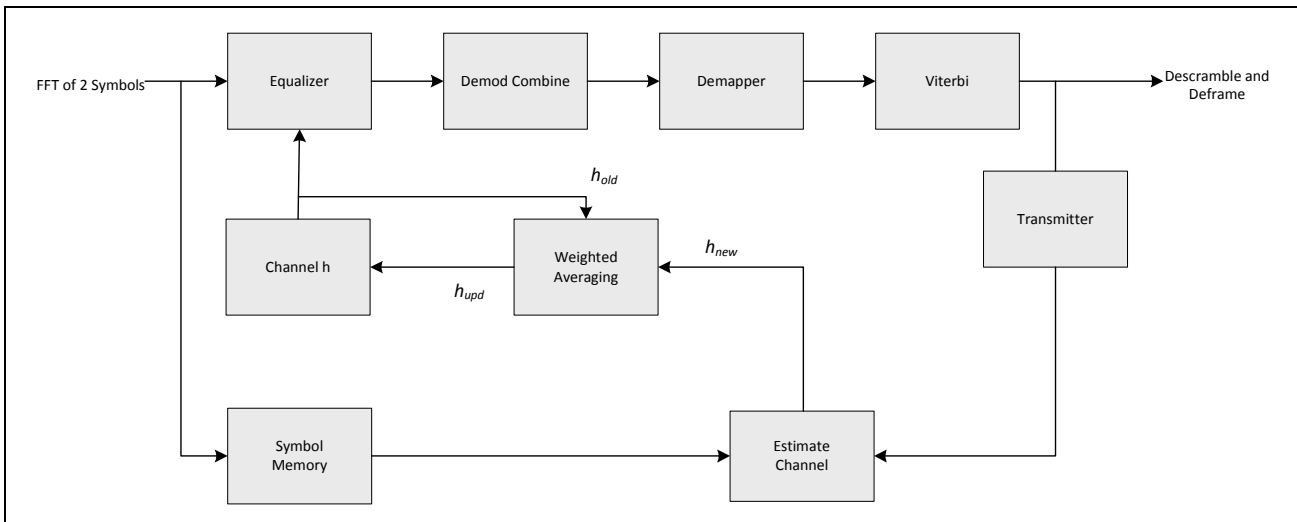 FFT of 2 Symbols
Equalizer
Demod Combine
Demapper
Viterbi
Descramble and
Deframe
h_old
Transmitter
Channel h
Weighted
Averaging
h_new
h_upd
Symbol
Memory
Estimate
Channel